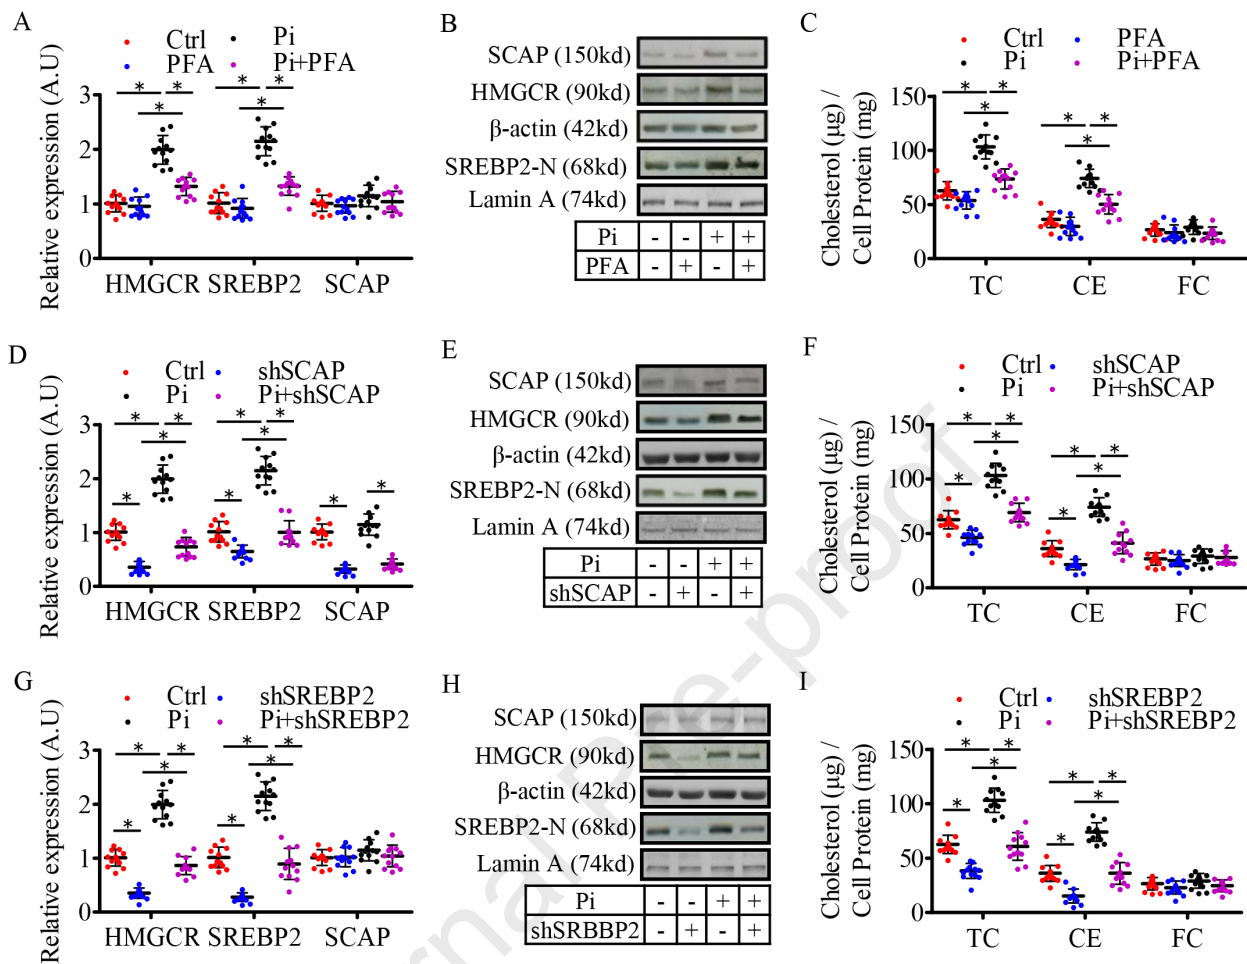 A
Ctrl Pi
PFA Pi+PFA
Relative expression (A.U)
3
2
1
0
* * * * * *
HMGCR SREBP2 SCAP
B
SCAP (150kd)
HMGCR (90kd)
β-actin (42kd)
SREBP2-N (68kd)
Lamin A (74kd)
Pi - - + +
PFA - + - +
C
Ctrl PFA
Pi Pi+PFA
Cholesterol (μg) /
Cell Protein (mg)
150
100
50
0
* * * * * *
TC CE FC
D
Ctrl shSCAP
Pi Pi+shSCAP
Relative expression (A.U)
3
2
1
0
* * * * * * * * * *
HMGCR SREBP2 SCAP
E
SCAP (150kd)
HMGCR (90kd)
β-actin (42kd)
SREBP2-N (68kd)
Lamin A (74kd)
Pi - - + +
shSCAP - + - +
F
Ctrl shSCAP
Pi Pi+shSCAP
Cholesterol (μg) /
Cell Protein (mg)
150
100
50
0
* * * * * * * *
TC CE FC
G
Ctrl shSREBP2
Pi Pi+shSREBP2
Relative expression (A.U)
3
2
1
0
* * * * * * * *
HMGCR SREBP2 SCAP
H
SCAP (150kd)
HMGCR (90kd)
β-actin (42kd)
SREBP2-N (68kd)
Lamin A (74kd)
Pi - - + +
shSRBBP2 - + - +
I
Ctrl shSREBP2
Pi Pi+shSREBP2
Cholesterol (μg) /
Cell Protein (mg)
150
100
50
0
* * * * * * * *
TC CE FC
rnal Pre-proof